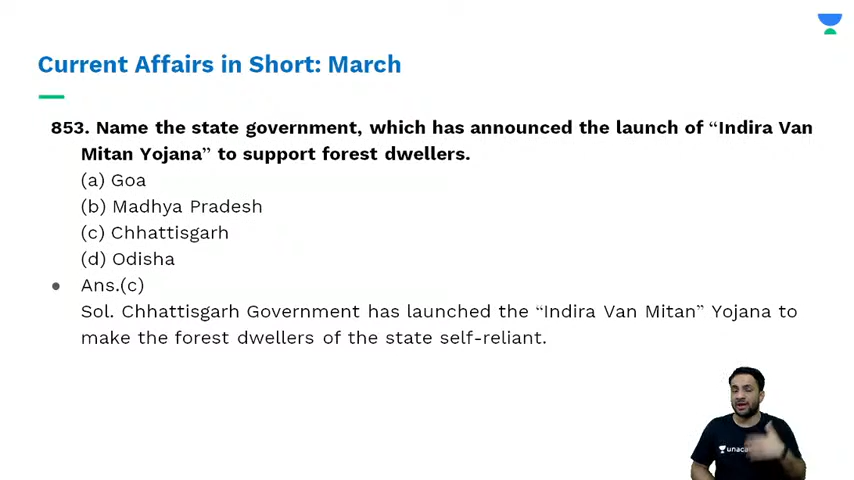 Current Affairs in Short: March
853. Name the state government, which has announced the launch of “Indira Van
Mitan Yojana” to support forest dwellers.
(a) Goa
(b) Madhya Pradesh
(c) Chhattisgarh
(d) Odisha
● Ans.(c)
Sol. Chhattisgarh Government has launched the “Indira Van Mitan” Yojana to
make the forest dwellers of the state self-reliant.